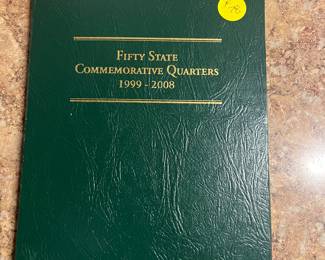 Fifty State
Commemorative Quarters
1999 - 2008